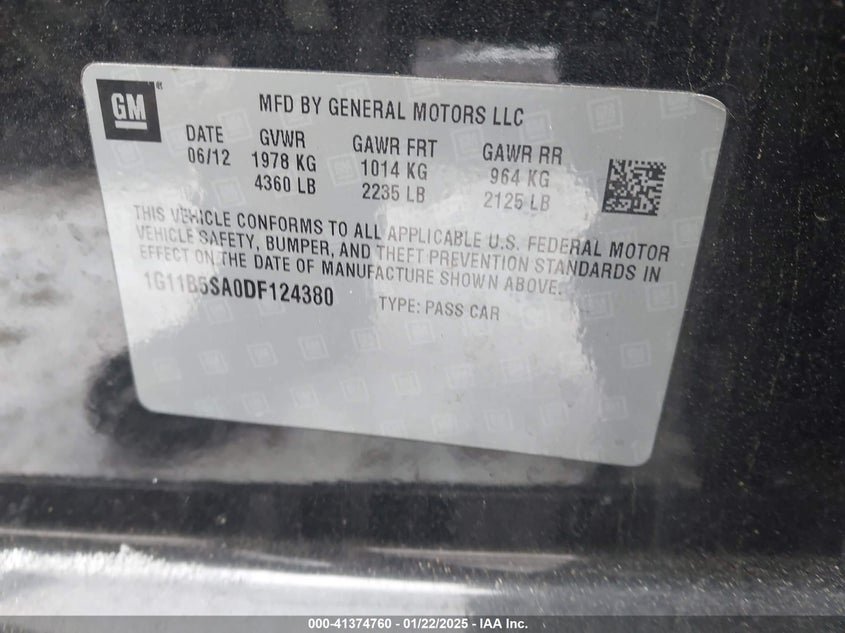 GM
MFD BY GENERAL MOTORS LLC
DATE GVWR GAWR FRT GAWR RR
06/12 1978 KG 1014 KG 964 KG
4360 LB 2235 LB 2125 LB
THIS VEHICLE CONFORMS TO ALL APPLICABLE U.S. FEDERAL MOTOR
VEHICLE SAFETY, BUMPER, AND THEFT PREVENTION STANDARDS IN
EFFECT ON THE DATE OF MANUFACTURE SHOWN ABOVE.
1G11B5SA0DF124380 TYPE: PASS CAR
000-41374760 — 01/22/2025 — IAA Inc.